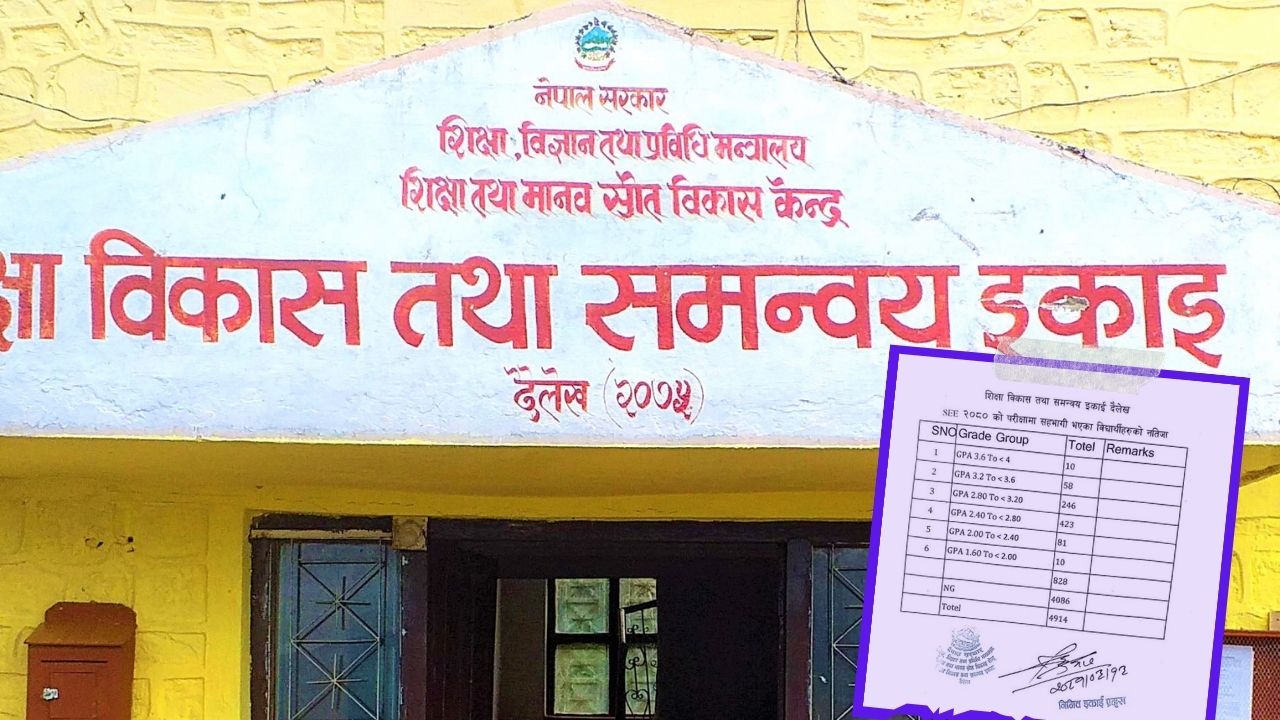 नेपाल सरकार
शिक्षा, विज्ञान तथा प्रविधि मन्त्रालय
शिक्षा तथा मानव स्रोत विकास केन्द्र
क्षा विकास तथा समन्वय इकाइ
दैलेख (२०७५)
शिक्षा विकास तथा समन्वय इकाई दैलेख
SEE २०८० को परीक्षामा सहभागी भएका विद्यार्थीहरुको नतिजा
SNO Grade Group Totel Remarks
1 GPA 3.6 To < 4 10
2 GPA 3.2 To < 3.6 58
3 GPA 2.80 To < 3.20 246
4 GPA 2.40 To < 2.80 423
5 GPA 2.00 To < 2.40 81
6 GPA 1.60 To < 2.00 10
828
NG 4086
Totel 4914
निमित्त इकाई प्रमुख